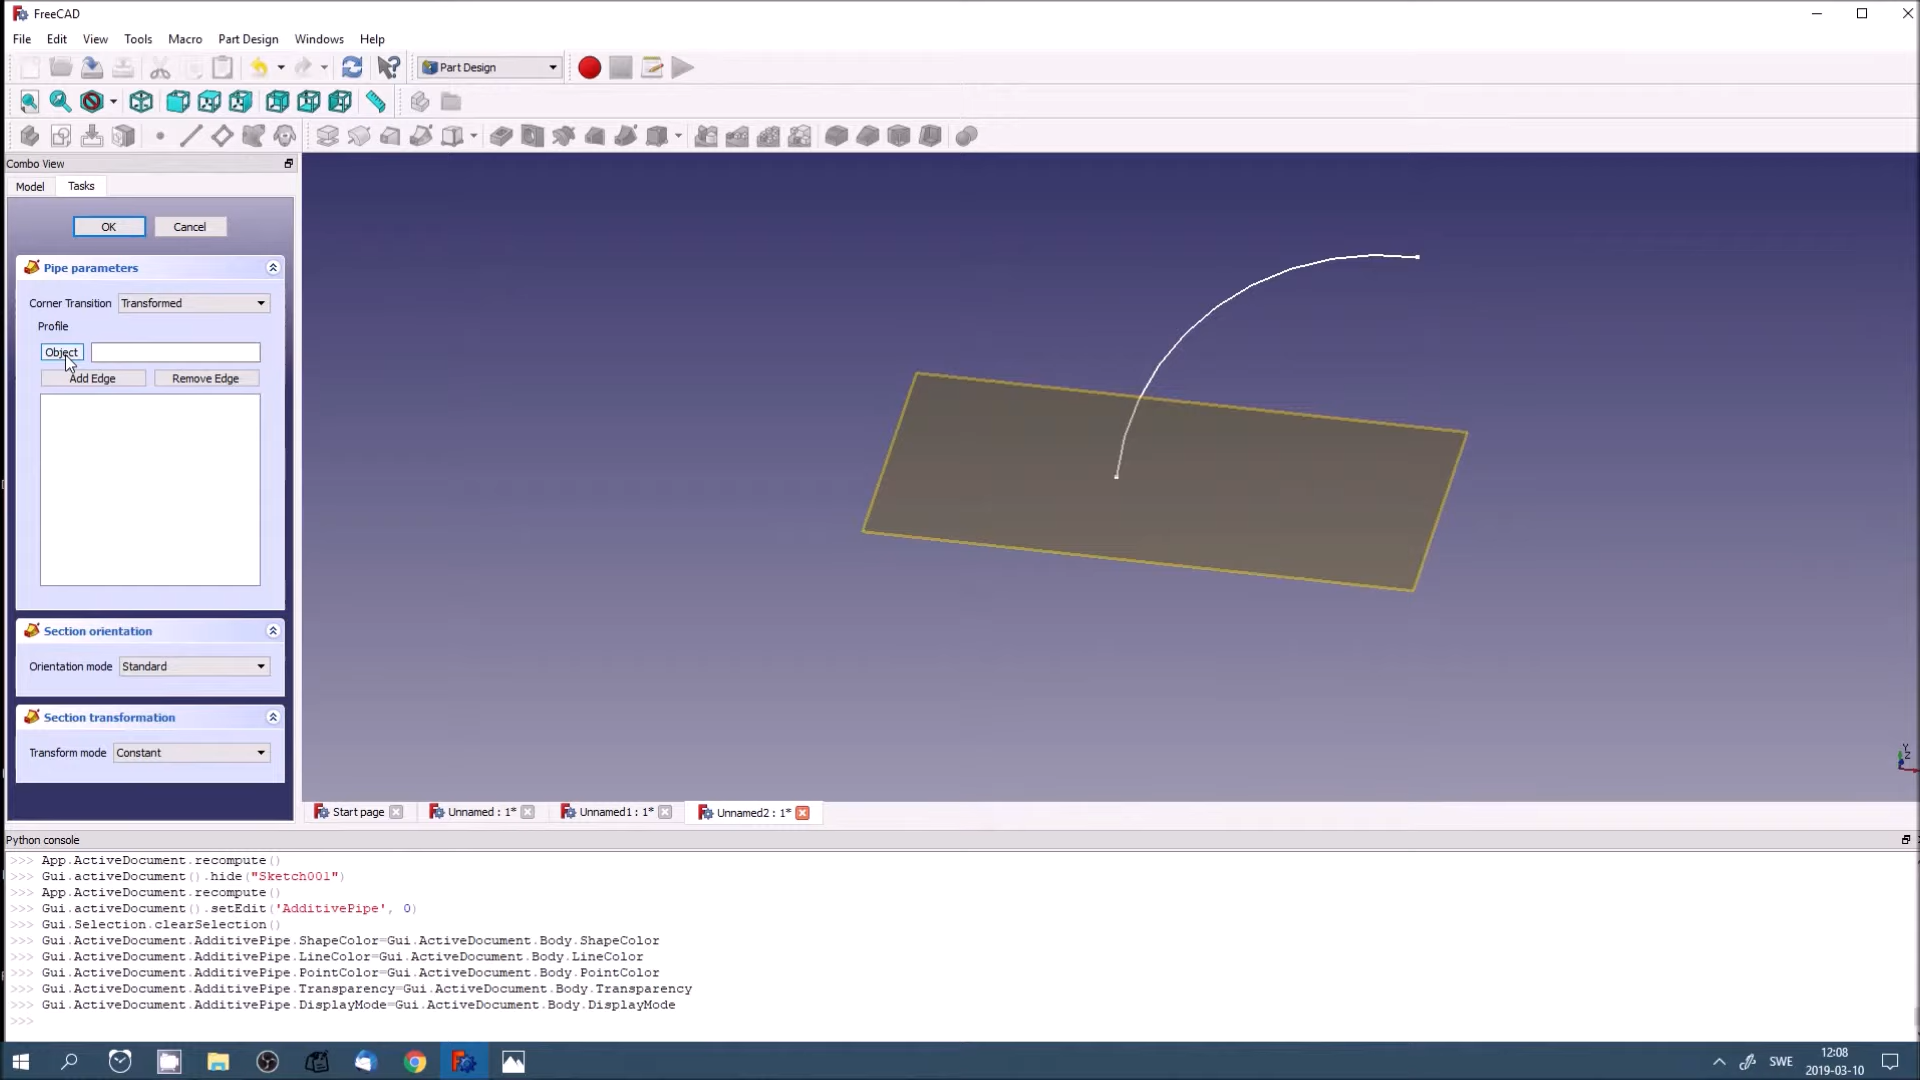 FreeCAD
File Edit View Tools Macro Part Design Windows Help
Part Design
Combo View
Model Tasks
OK Cancel
Pipe parameters
Corner Transition Transformed
Profile
Object
Add Edge Remove Edge
Section orientation
Orientation mode Standard
Section transformation
Transform mode Constant
Y
Z
Start page Unnamed : 1* Unnamed1 : 1* Unnamed2 : 1*
Python console
>>> App.ActiveDocument.recompute()
>>> Gui.activeDocument().hide("Sketch001")
>>> App.ActiveDocument.recompute()
>>> Gui.activeDocument().setEdit('AdditivePipe', 0)
>>> Gui.Selection.clearSelection()
>>> Gui.ActiveDocument.AdditivePipe.ShapeColor=Gui.ActiveDocument.Body.ShapeColor
>>> Gui.ActiveDocument.AdditivePipe.LineColor=Gui.ActiveDocument.Body.LineColor
>>> Gui.ActiveDocument.AdditivePipe.PointColor=Gui.ActiveDocument.Body.PointColor
>>> Gui.ActiveDocument.AdditivePipe.Transparency=Gui.ActiveDocument.Body.Transparency
>>> Gui.ActiveDocument.AdditivePipe.DisplayMode=Gui.ActiveDocument.Body.DisplayMode
>>>
SWE 12:08
2019-03-10